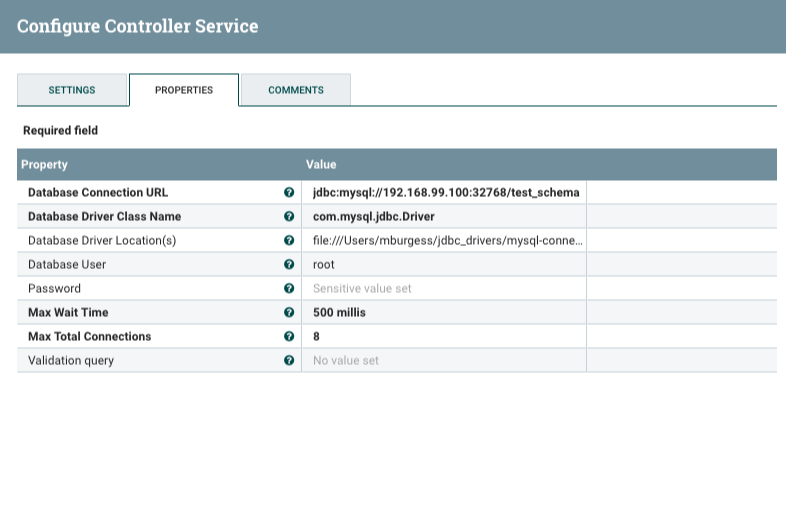 Configure Controller Service
SETTINGS PROPERTIES COMMENTS
Required field
Property Value
Database Connection URL jdbc:mysql://192.168.99.100:32768/test_schema
Database Driver Class Name com.mysql.jdbc.Driver
Database Driver Location(s) file:///Users/mburgess/jdbc_drivers/mysql-conne...
Database User root
Password Sensitive value set
Max Wait Time 500 millis
Max Total Connections 8
Validation query No value set